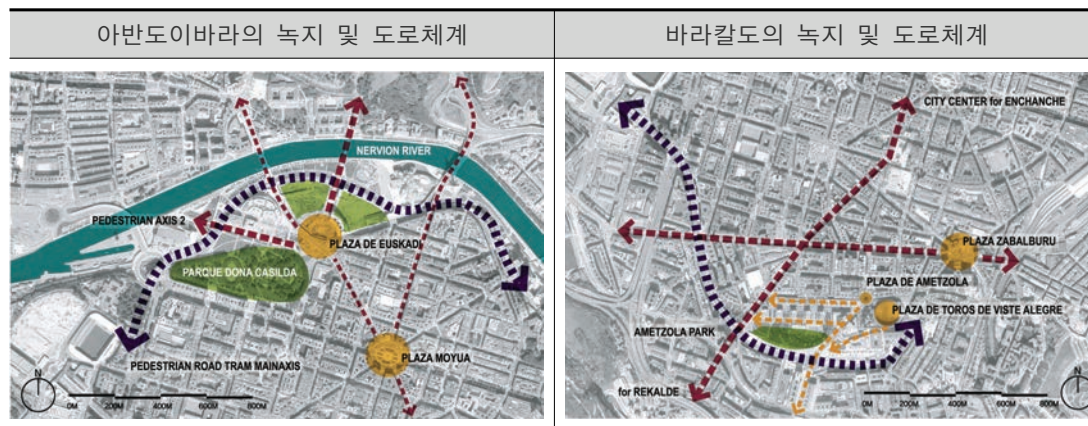 아반도이바라의 녹지 및 도로체계
바라칼도의 녹지 및 도로체계
NERVION RIVER
PEDESTRIAN AXIS 2
PLAZA DE EUSKADI
PARQUE DONA CASILDA
PLAZA MOYUA
PEDESTRIAN ROAD TRAM MAINAXIS
N
0M 200M 400M 600M 800M
CITY CENTER for ENCHANCHE
PLAZA ZABALBURU
PLAZA DE AMETZOLA
PLAZA DE TOROS DE VISTE ALEGRE
AMETZOLA PARK
for REKALDE
N
0M 200M 400M 600M 800M